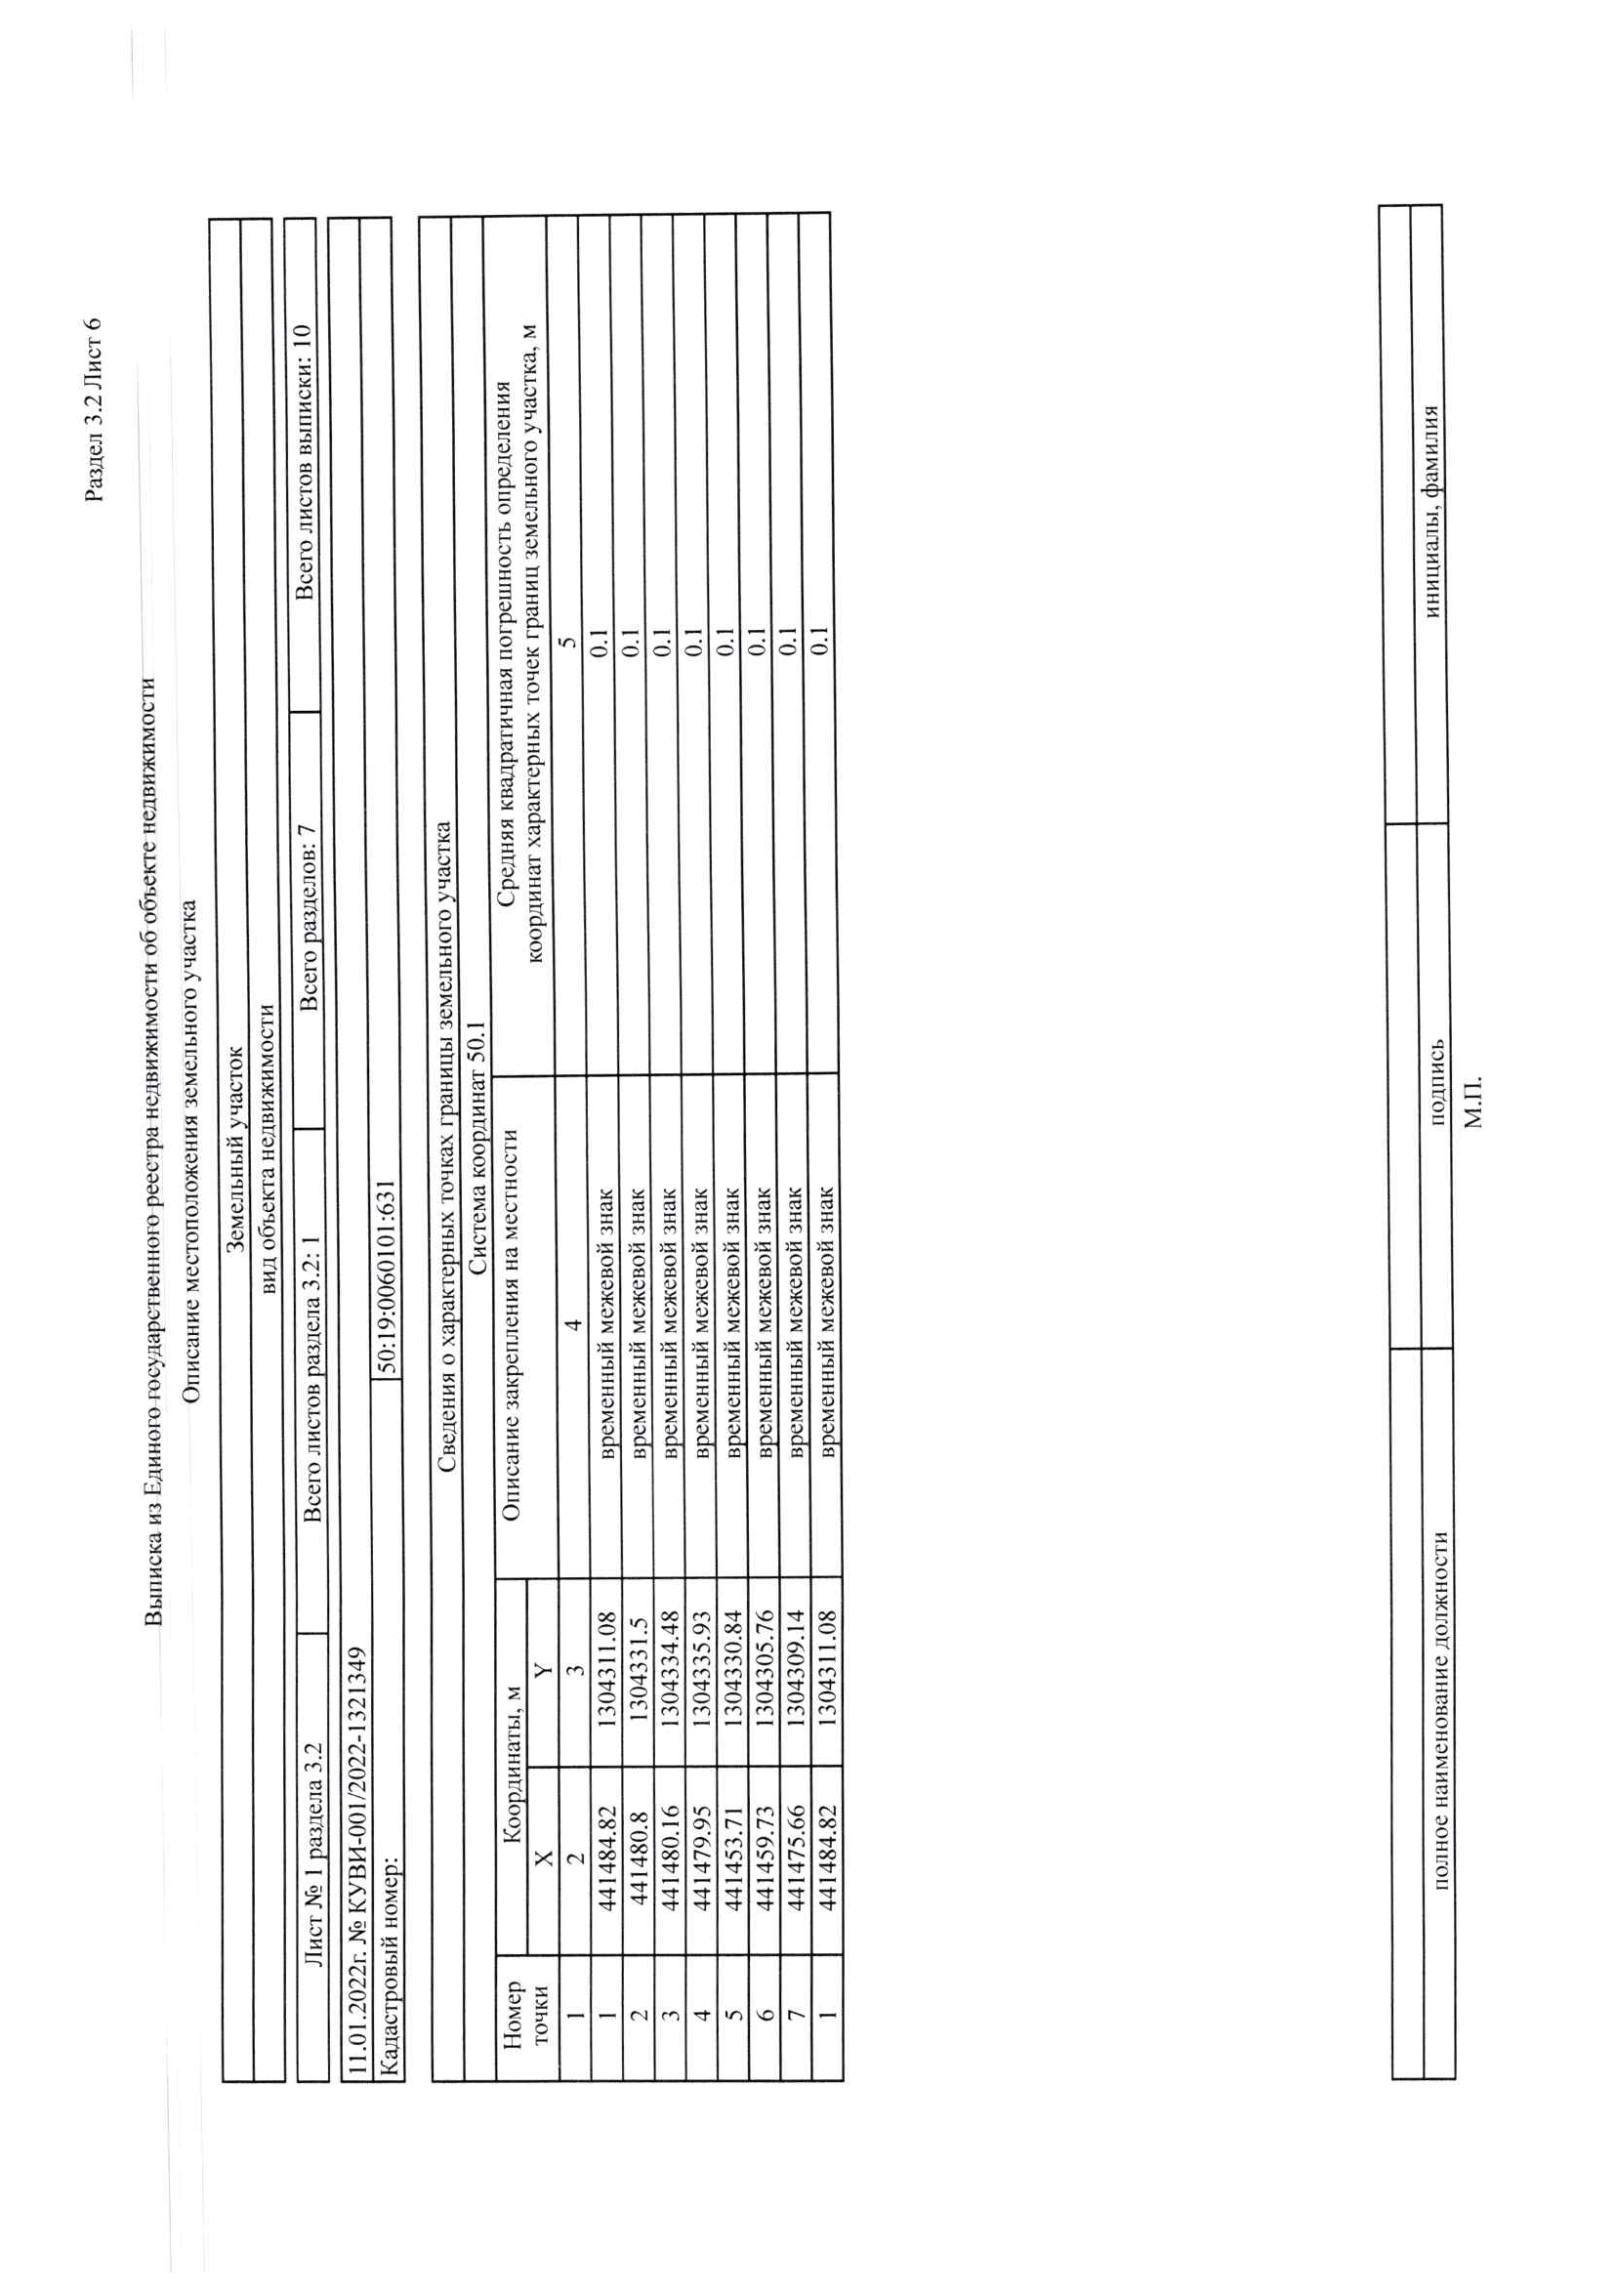 Раздел 3.2 Лист 6
Выписка из Единого государственного реестра недвижимости об объекте недвижимости
Описание местоположения земельного участка
Земельный участок
вид объекта недвижимости
Лист № 1 раздела 3.2 Всего листов раздела 3.2: 1 Всего разделов: 7 Всего листов выписки: 10
11.01.2022г. № КУВИ-001/2022-1321349
Кадастровый номер: 50:19:0060101:631
Сведения о характерных точках границы земельного участка
Система координат 50.1
Номер точки Координаты, м Описание закрепления на местности Средняя квадратичная погрешность определения
координат характерных точек границ земельного участка, м
X Y
1 2 3 4 5
1 441484.82 1304311.08 временный межевой знак 0.1
2 441480.8 1304331.5 временный межевой знак 0.1
3 441480.16 1304334.48 временный межевой знак 0.1
4 441479.95 1304335.93 временный межевой знак 0.1
5 441453.71 1304330.84 временный межевой знак 0.1
6 441459.73 1304305.76 временный межевой знак 0.1
7 441475.66 1304309.14 временный межевой знак 0.1
1 441484.82 1304311.08 временный межевой знак 0.1
полное наименование должности подпись инициалы, фамилия
М.П.